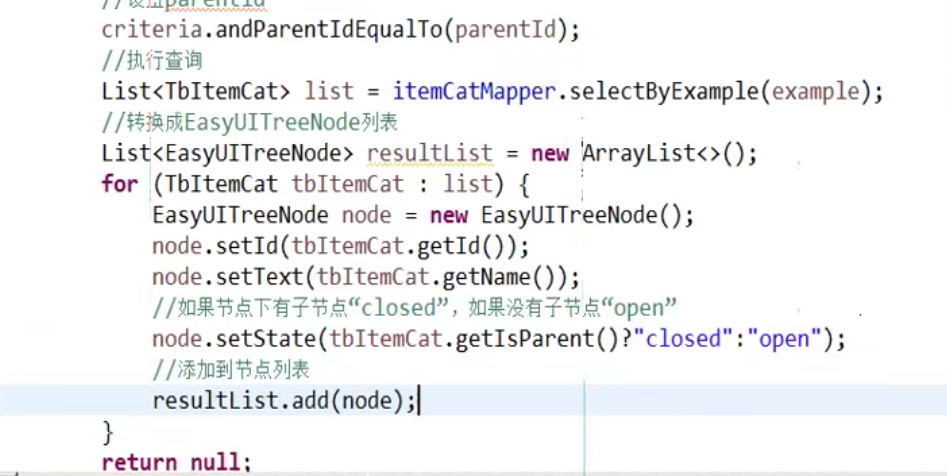 //设置parentId
criteria.andParentIdEqualTo(parentId);
//执行查询
List<TbItemCat> list = itemCatMapper.selectByExample(example);
//转换成EasyUITreeNode列表
List<EasyUITreeNode> resultList = new ArrayList<>();
for (TbItemCat tbItemCat : list) {
EasyUITreeNode node = new EasyUITreeNode();
node.setId(tbItemCat.getId());
node.setText(tbItemCat.getName());
//如果节点下有子节点“closed”，如果没有子节点“open”
node.setState(tbItemCat.getIsParent()?"closed":"open");
//添加到节点列表
resultList.add(node);
}
return null;